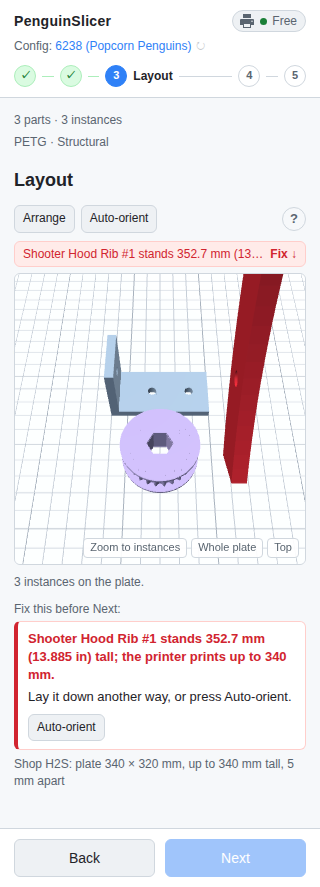 PenguinSlicer
Free
Config: 6238 (Popcorn Penguins)
3 Layout 4 5
3 parts · 3 instances
PETG · Structural
Layout
Arrange Auto-orient ?
Shooter Hood Rib #1 stands 352.7 mm (13… Fix ↓
Zoom to instances Whole plate Top
3 instances on the plate.
Fix this before Next:
Shooter Hood Rib #1 stands 352.7 mm
(13.885 in) tall; the printer prints up to 340
mm.
Lay it down another way, or press Auto-orient.
Auto-orient
Shop H2S: plate 340 × 320 mm, up to 340 mm tall, 5
mm apart
Back Next